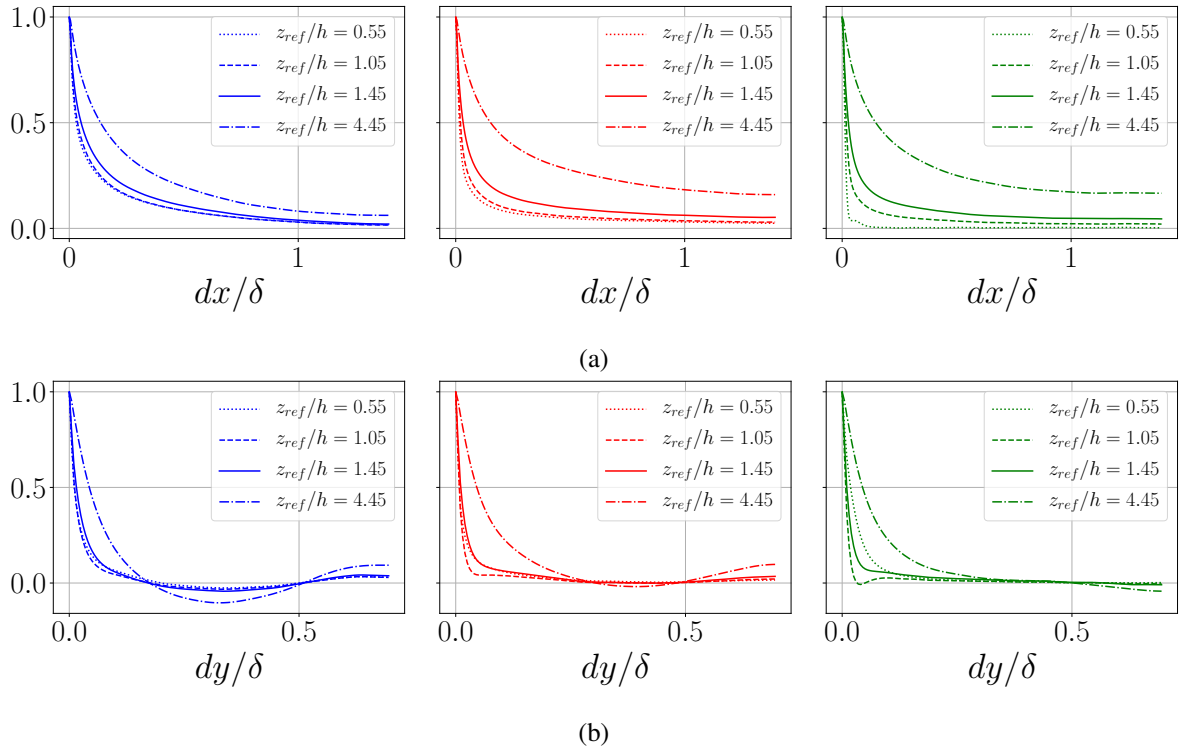 1.0
0.5
0.0
z_ref/h = 0.55
z_ref/h = 1.05
z_ref/h = 1.45
z_ref/h = 4.45
0 1
dx/δ
z_ref/h = 0.55
z_ref/h = 1.05
z_ref/h = 1.45
z_ref/h = 4.45
0 1
dx/δ
z_ref/h = 0.55
z_ref/h = 1.05
z_ref/h = 1.45
z_ref/h = 4.45
0 1
dx/δ
(a)
1.0
0.5
0.0
z_ref/h = 0.55
z_ref/h = 1.05
z_ref/h = 1.45
z_ref/h = 4.45
0.0 0.5
dy/δ
z_ref/h = 0.55
z_ref/h = 1.05
z_ref/h = 1.45
z_ref/h = 4.45
0.0 0.5
dy/δ
z_ref/h = 0.55
z_ref/h = 1.05
z_ref/h = 1.45
z_ref/h = 4.45
0.0 0.5
dy/δ
(b)